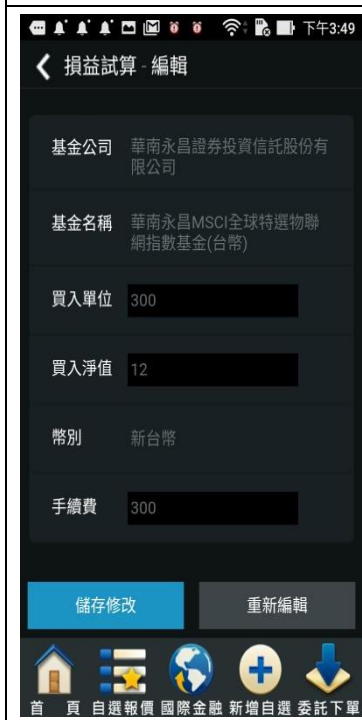 下午3:49
損益試算 - 編輯
基金公司 華南永昌證券投資信託股份有
限公司
基金名稱 華南永昌MSCI全球特選物聯
網指數基金(台幣)
買入單位 300
買入淨值 12
幣別 新台幣
手續費 300
儲存修改 重新編輯
首 頁 自選報價 國際金融 新增自選 委託下單